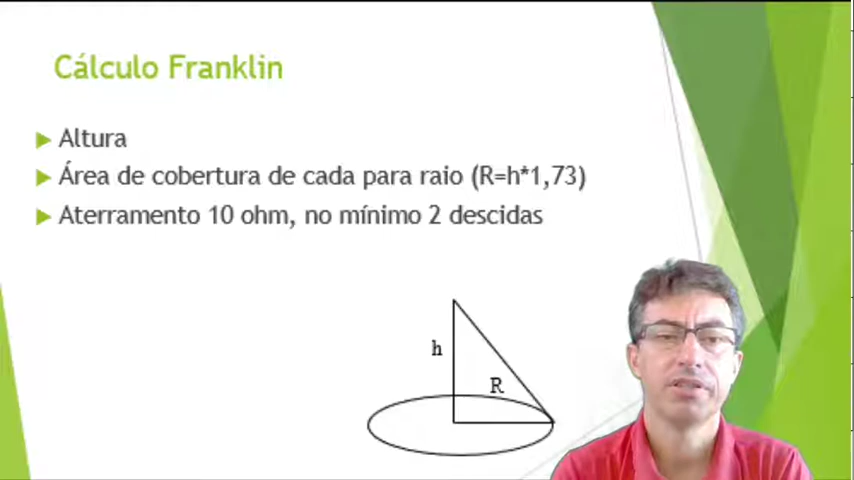 Cálculo Franklin
Altura
Área de cobertura de cada para raio (R=h*1,73)
Aterramento 10 ohm, no mínimo 2 descidas
h
R